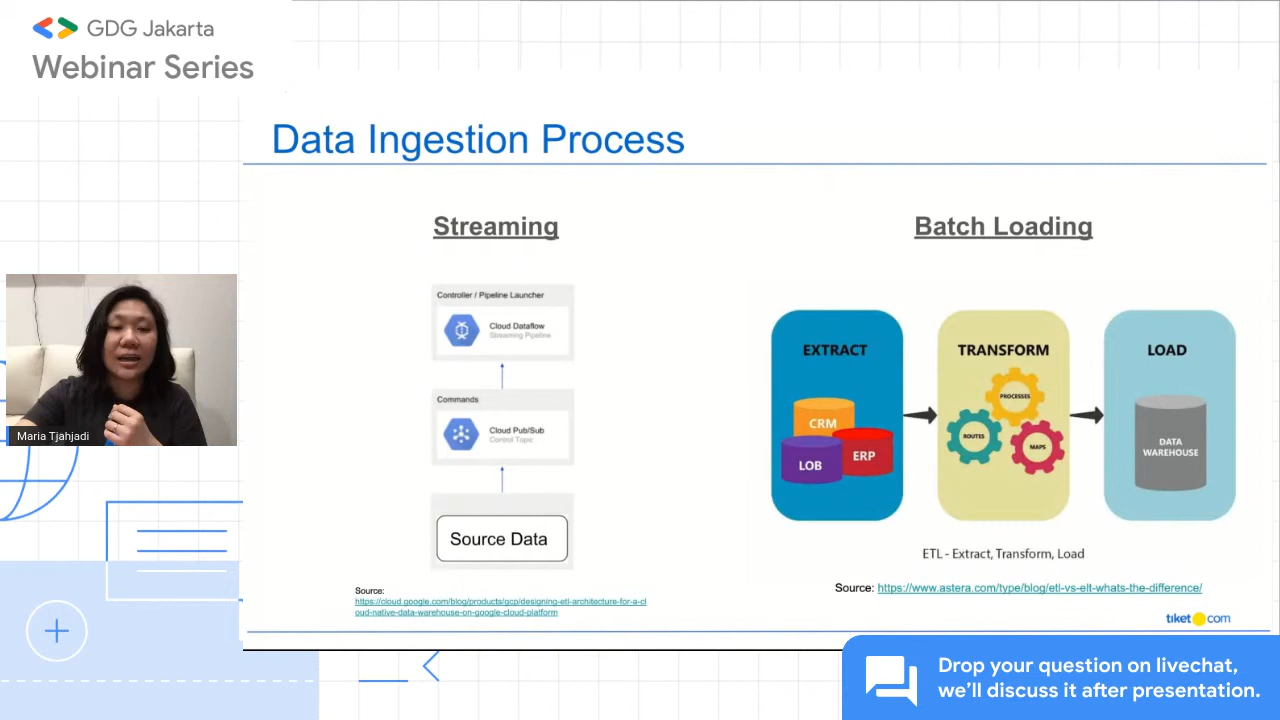 GDG Jakarta
Webinar Series
Data Ingestion Process
Streaming
Controller / Pipeline Launcher
Cloud Dataflow
Streaming Pipeline
Commands
Cloud Pub/Sub
Control Topic
Source Data
Source:
https://cloud.google.com/blog/products/gcp/designing-etl-architecture-for-a-cl
oud-native-data-warehouse-on-google-cloud-platform
Batch Loading
EXTRACT
CRM
LOB
ERP
TRANSFORM
PROCESSES
ROUTES
MAPS
LOAD
DATA
WAREHOUSE
ETL - Extract, Transform, Load
Source: https://www.astera.com/type/blog/etl-vs-elt-whats-the-difference/
tiket.com
Maria Tjahjadi
Drop your question on livechat,
we'll discuss it after presentation.